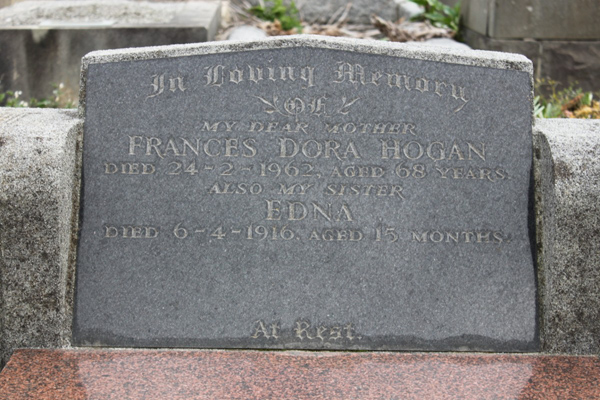 In Loving Memory
OF
MY DEAR MOTHER
FRANCES DORA HOGAN
DIED 24-2-1962, AGED 68 YEARS.
ALSO MY SISTER
EDNA
DIED 6-4-1916, AGED 15 MONTHS.
At Rest.